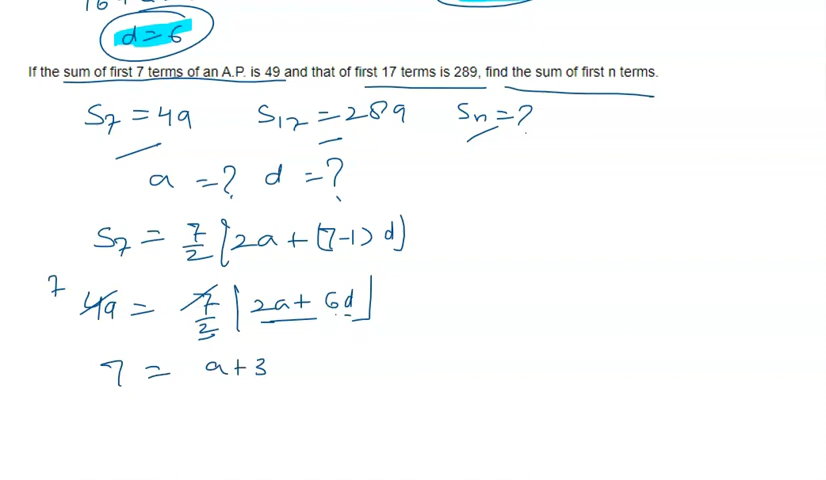 16
d = 6
If the sum of first 7 terms of an A.P. is 49 and that of first 17 terms is 289, find the sum of first n terms.
S7 = 49 S17 = 289 Sn = ?
a = ? d = ?
S7 = 7/2 [2a + (7-1) d]
7 49 = 7/2 [2a + 6d]
7 = a + 3